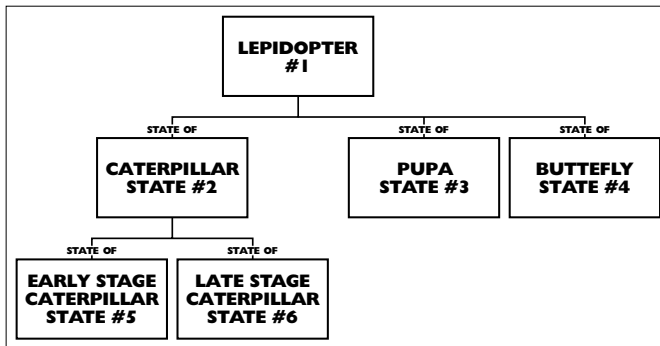 LEPIDOPTER
#1
STATE OF
STATE OF
STATE OF
CATERPILLAR
STATE #2
PUPA
STATE #3
BUTTEFLY
STATE #4
STATE OF
STATE OF
EARLY STAGE
CATERPILLAR
STATE #5
LATE STAGE
CATERPILLAR
STATE #6